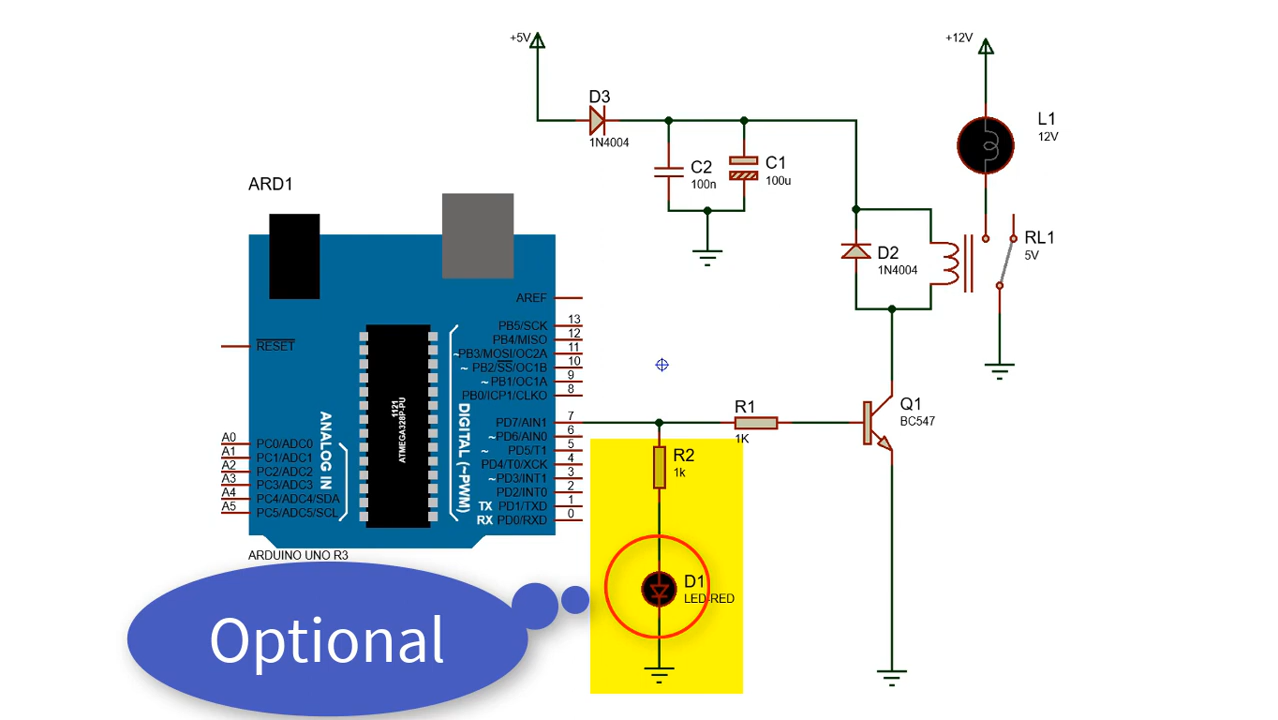 +5V
+12V
D3
1N4004
L1
12V
C2
100n
C1
100u
ARD1
RL1
5V
D2
1N4004
AREF
RESET
PB5/SCK 13
PB4/MISO 12
~PB3/MOSI/OC2A 11
~ PB2/SS/OC1B 10
~ PB1/OC1A 9
PB0/ICP1/CLKO 8
1121
ATMEGA328P-PU
ANALOG IN
DIGITAL (~PWM)
PD7/AIN1 7
~ PD6/AIN0 6
~ PD5/T1 5
PD4/T0/XCK 4
~PD3/INT1 3
PD2/INT0 2
TX PD1/TXD 1
RX PD0/RXD 0
A0 PC0/ADC0
A1 PC1/ADC1
A2 PC2/ADC2
A3 PC3/ADC3
A4 PC4/ADC4/SDA
A5 PC5/ADC5/SCL
ARDUINO UNO R3
R1
1K
Q1
BC547
R2
1k
D1
LED-RED
Optional